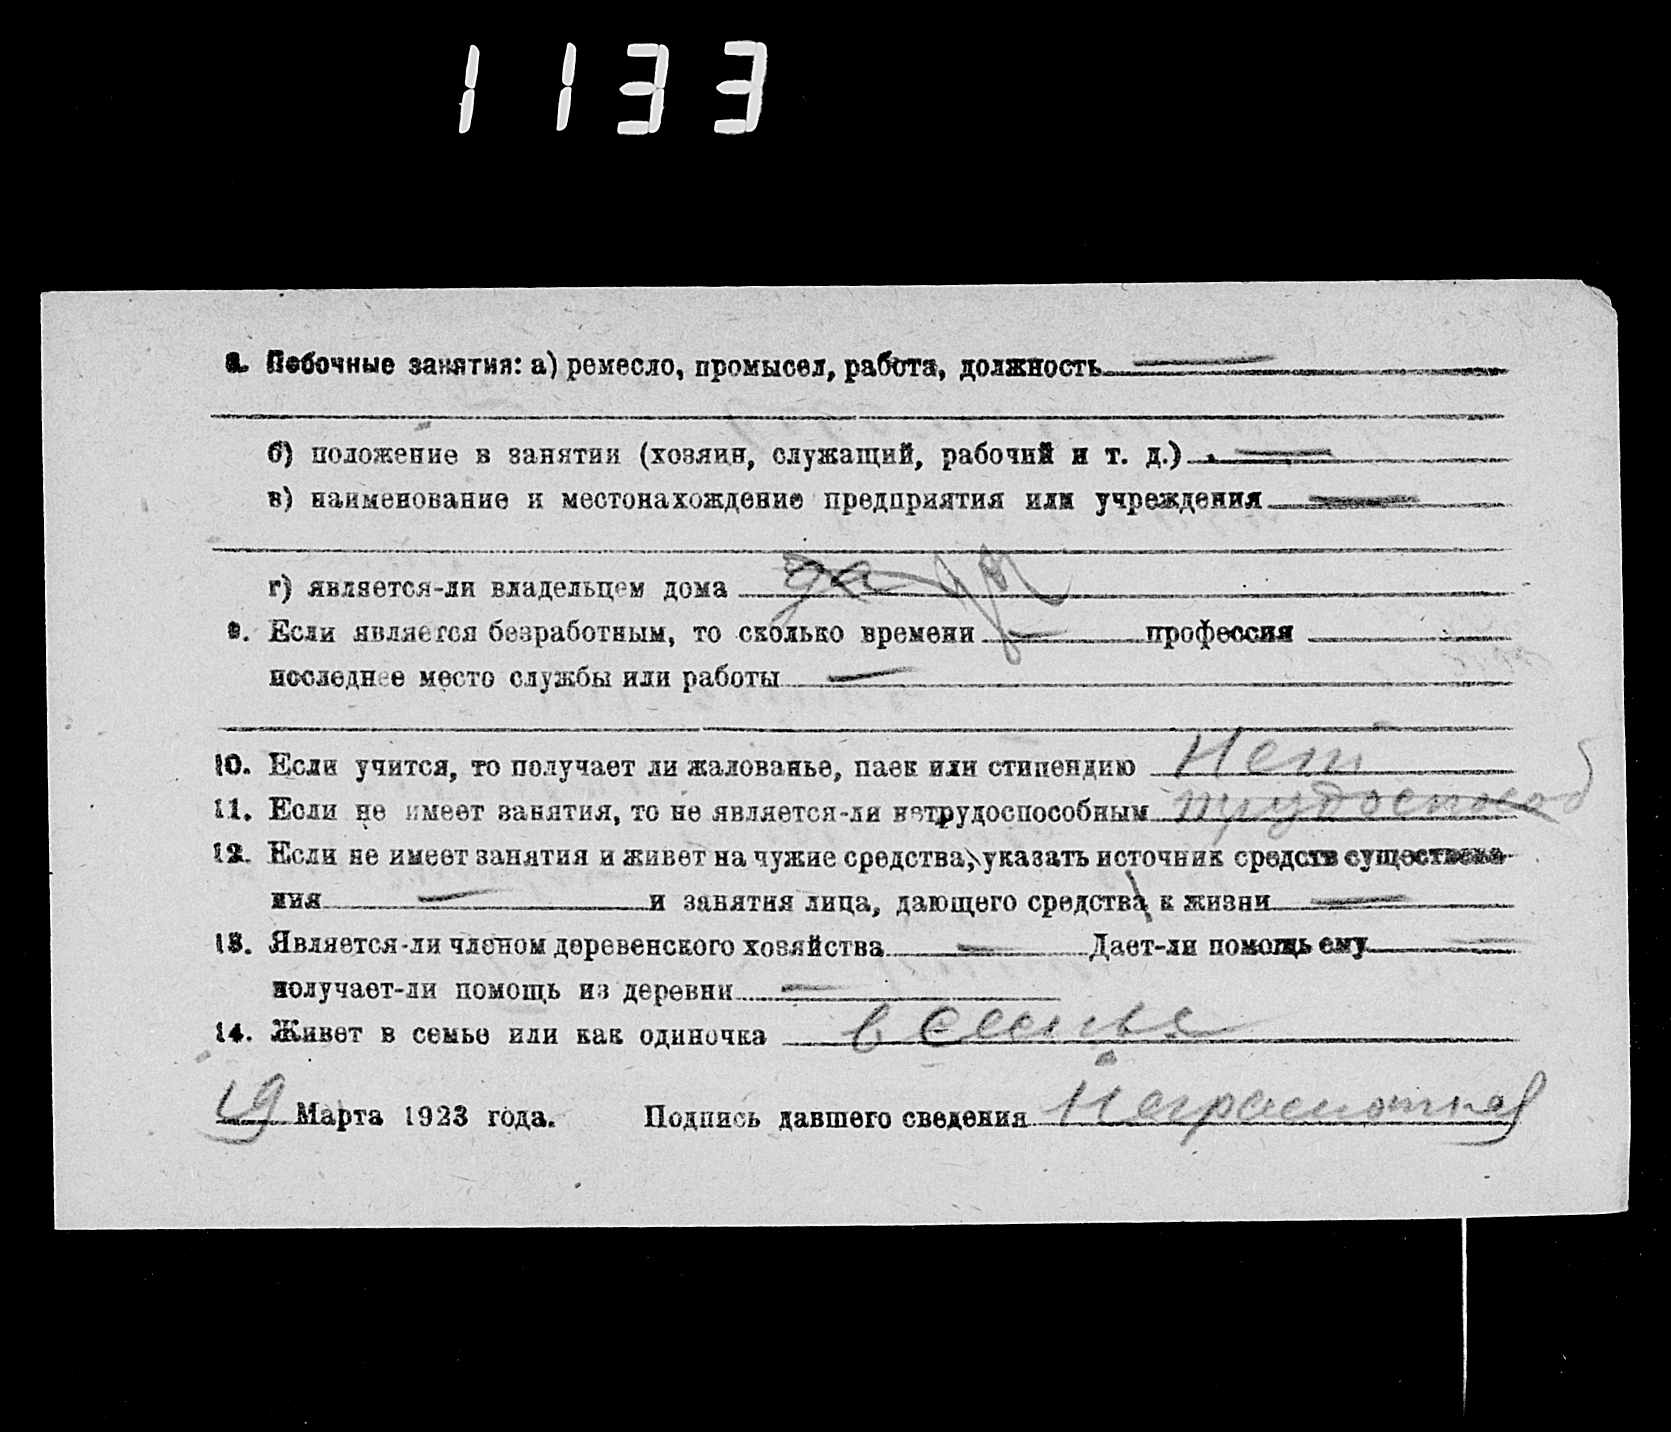 1133
8. Побочные занятия: а) ремесло, промысел, работа, должность —
б) положение в занятии (хозяин, служащий, рабочий и т. д.) —
в) наименование и местонахождение предприятия или учреждения —
г) является-ли владельцем дома да
9. Если является безработным, то сколько времени — профессия
последнее место службы или работы —
10. Если учится, то получает ли жалованье, паек или стипендию Нет
11. Если не имеет занятия, то не является-ли нетрудоспособным трудоспособ
12. Если не имеет занятия и живет на чужие средства, указать источник средств существова-
ния — и занятия лица, дающего средства к жизни —
13. Является-ли членом деревенского хозяйства — Дает-ли помощь ему —
получает-ли помощь из деревни —
14. Живет в семье или как одиночка в семье
19 Марта 1923 года. Подпись давшего сведения Неграмотная